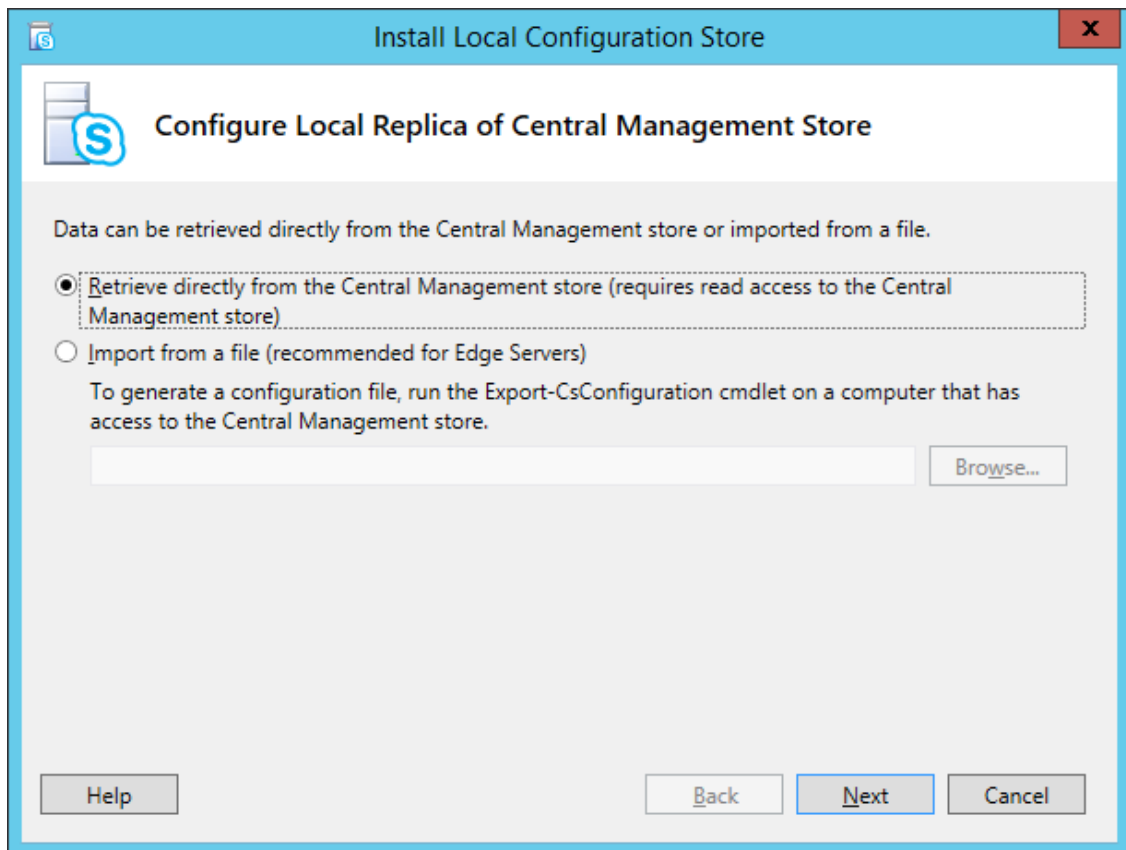 Install Local Configuration Store
x
Configure Local Replica of Central Management Store
Data can be retrieved directly from the Central Management store or imported from a file.
Retrieve directly from the Central Management store (requires read access to the Central
Management store)
Import from a file (recommended for Edge Servers)
To generate a configuration file, run the Export-CsConfiguration cmdlet on a computer that has
access to the Central Management store.
Browse...
Help
Back
Next
Cancel